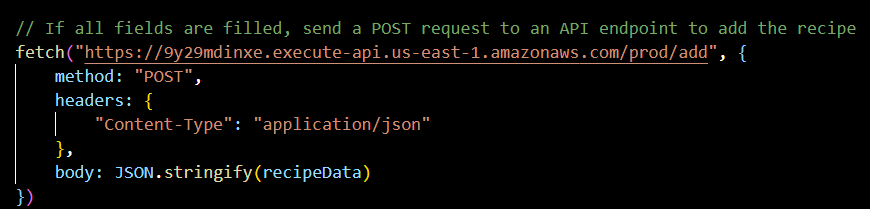 // If all fields are filled, send a POST request to an API endpoint to add the recipe
fetch("https://9y29mdinxe.execute-api.us-east-1.amazonaws.com/prod/add", {
    method: "POST",
    headers: {
        "Content-Type": "application/json"
    },
    body: JSON.stringify(recipeData)
})